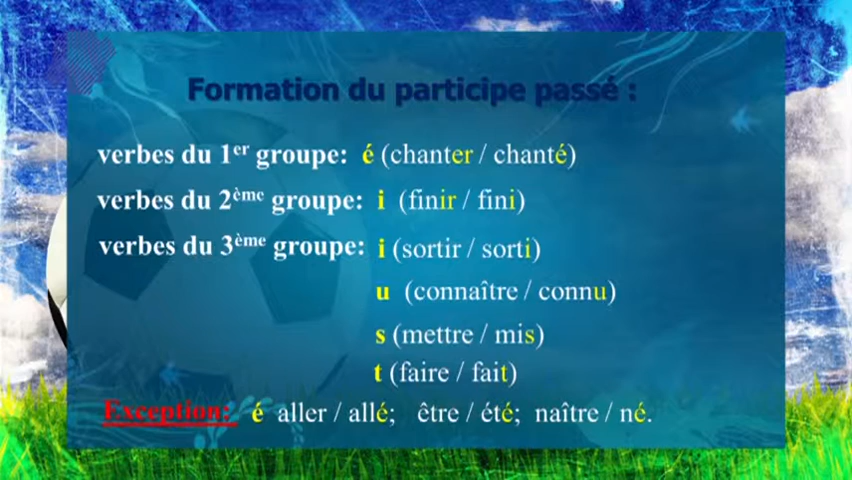 Formation du participe passé :
verbes du 1er groupe: é (chanter / chanté)
verbes du 2ème groupe: i (finir / fini)
verbes du 3ème groupe: i (sortir / sorti)
u (connaître / connu)
s (mettre / mis)
t (faire / fait)
Exception: é aller / allé; être / été; naître / né.